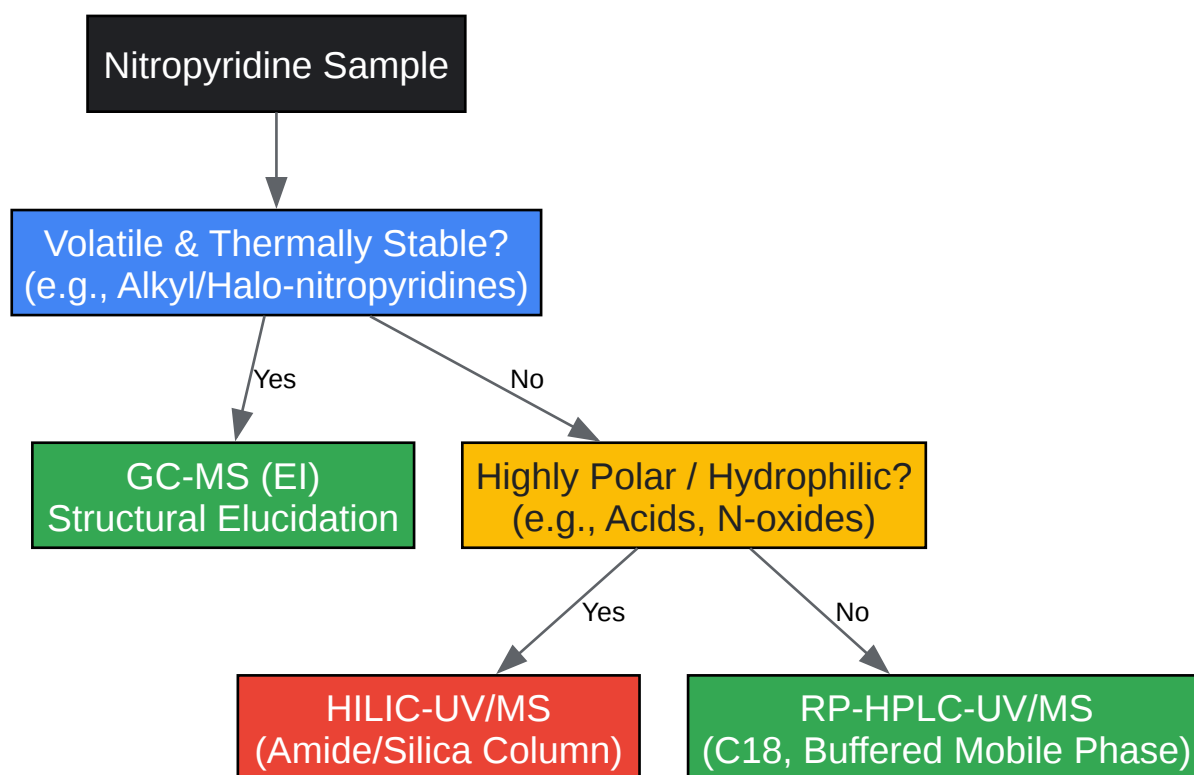 Nitropyridine Sample
Volatile & Thermally Stable?
(e.g., Alkyl/Halo-nitropyridines)
Yes
No
GC-MS (EI)
Structural Elucidation
Highly Polar / Hydrophilic?
(e.g., Acids, N-oxides)
Yes
No
HILIC-UV/MS
(Amide/Silica Column)
RP-HPLC-UV/MS
(C18, Buffered Mobile Phase)